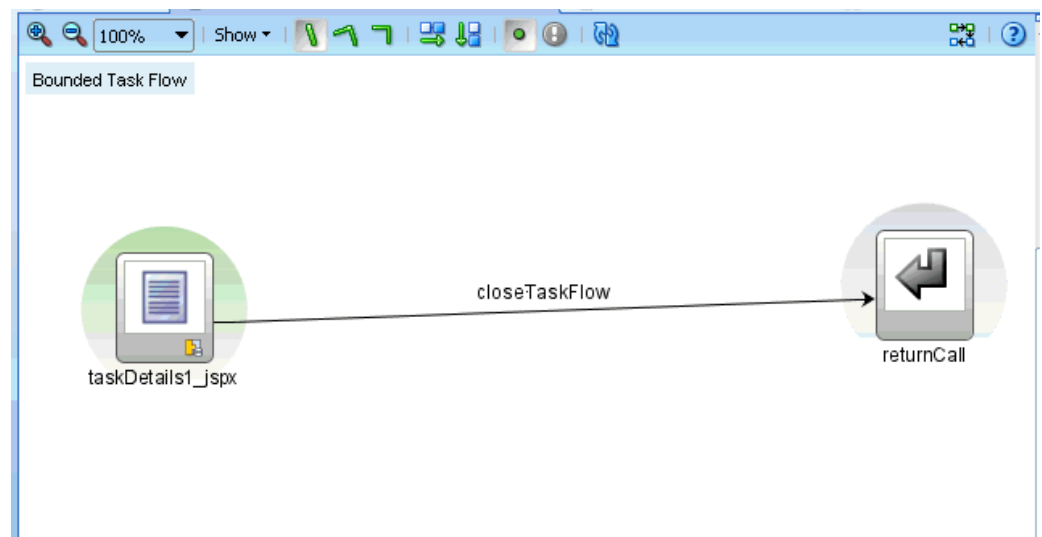 100% Show
Bounded Task Flow
closeTaskFlow
returnCall
taskDetails1_jspx